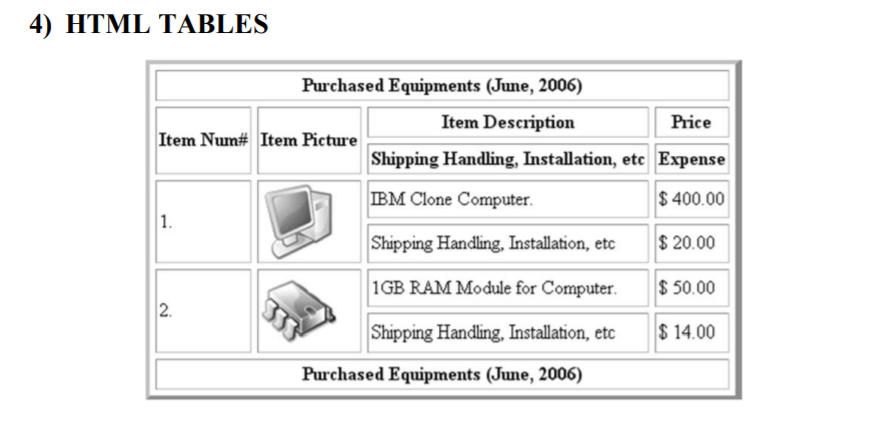 4) HTML TABLES
Purchased Equipments (June, 2006)
Item Num# Item Picture Item Description Price
Shipping Handling, Installation, etc Expense
1. IBM Clone Computer. $ 400.00
Shipping Handling, Installation, etc $ 20.00
2. 1GB RAM Module for Computer. $ 50.00
Shipping Handling, Installation, etc $ 14.00
Purchased Equipments (June, 2006)